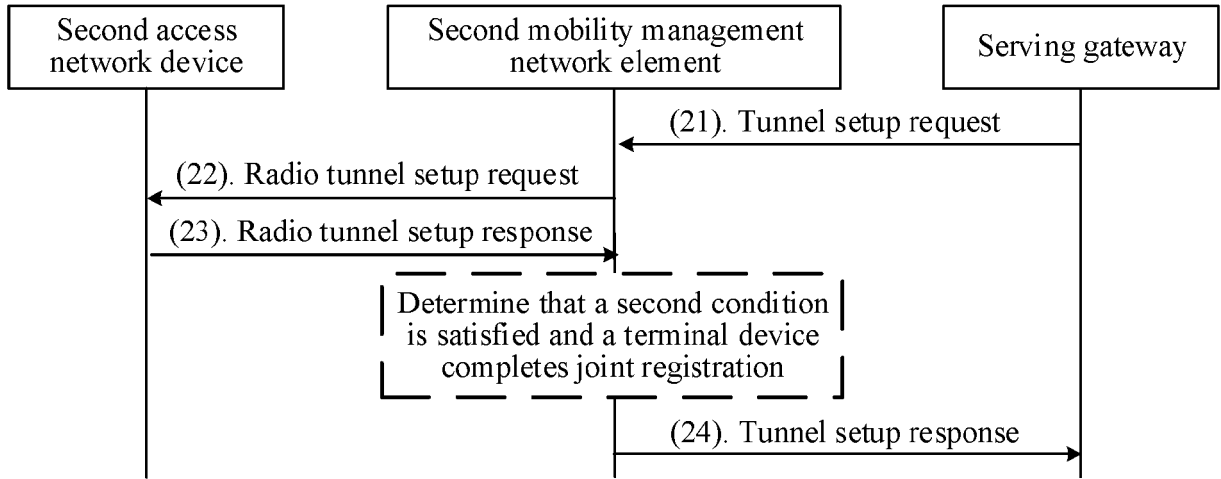 Second access
network device
Second mobility management
network element
Serving gateway
(21). Tunnel setup request
(22). Radio tunnel setup request
(23). Radio tunnel setup response
Determine that a second condition
is satisfied and a terminal device
completes joint registration
(24). Tunnel setup response